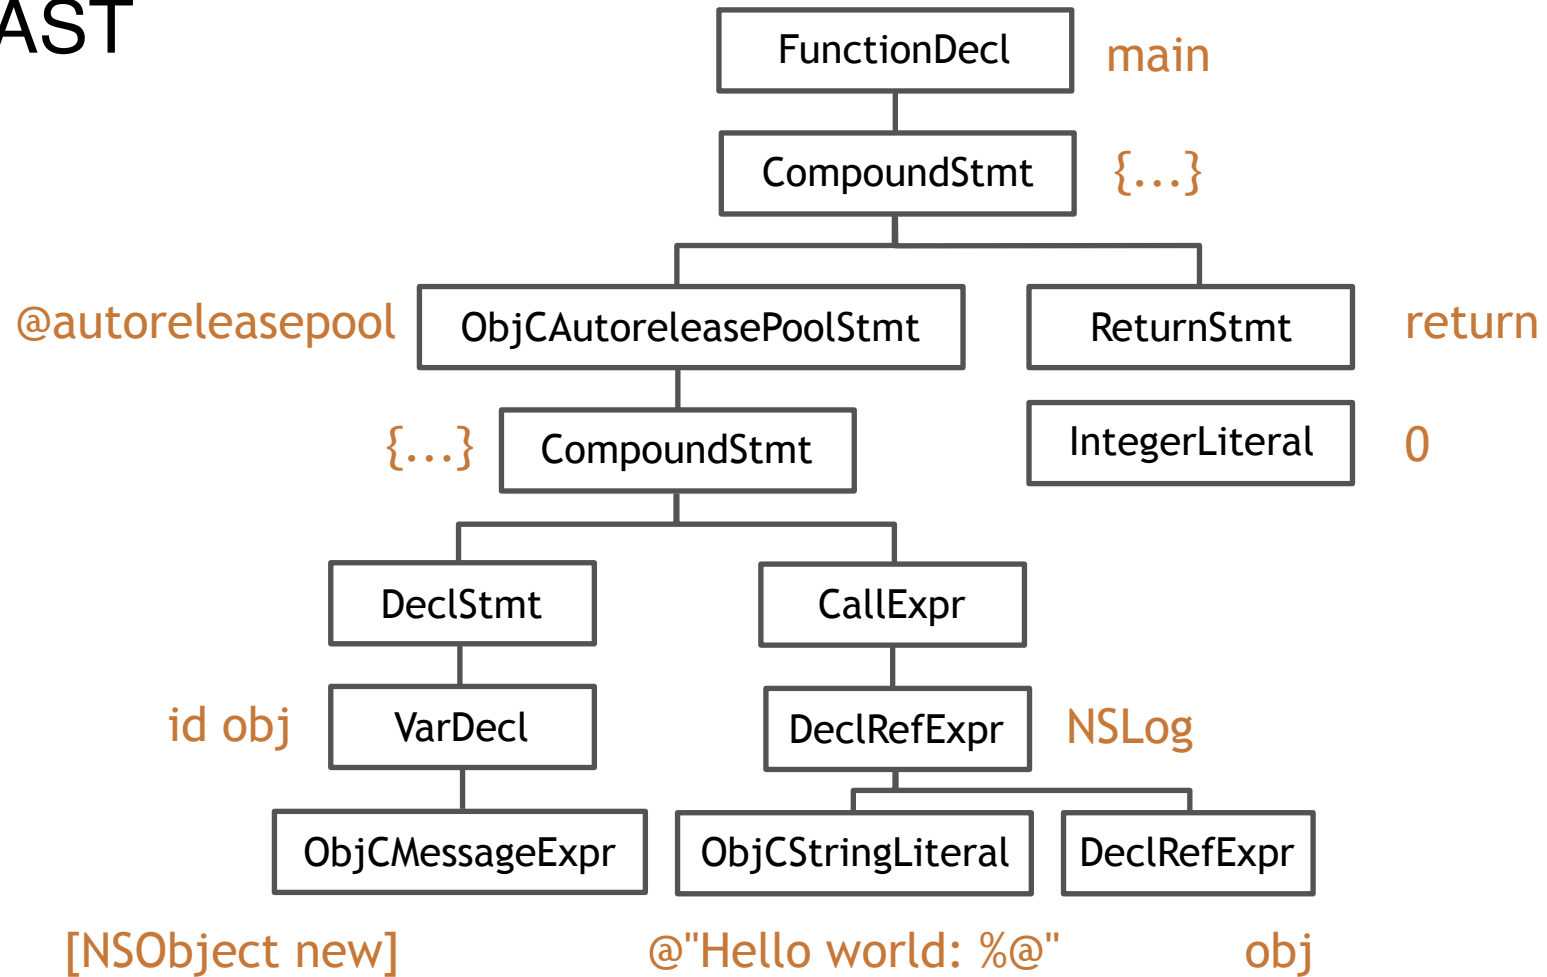 AST
FunctionDecl main
CompoundStmt {...}
@autoreleasepool ObjCAutoreleasePoolStmt ReturnStmt return
{...} CompoundStmt IntegerLiteral 0
DeclStmt CallExpr
id obj VarDecl DeclRefExpr NSLog
ObjCMessageExpr ObjCStringLiteral DeclRefExpr
[NSObject new] @"Hello world: %@" obj